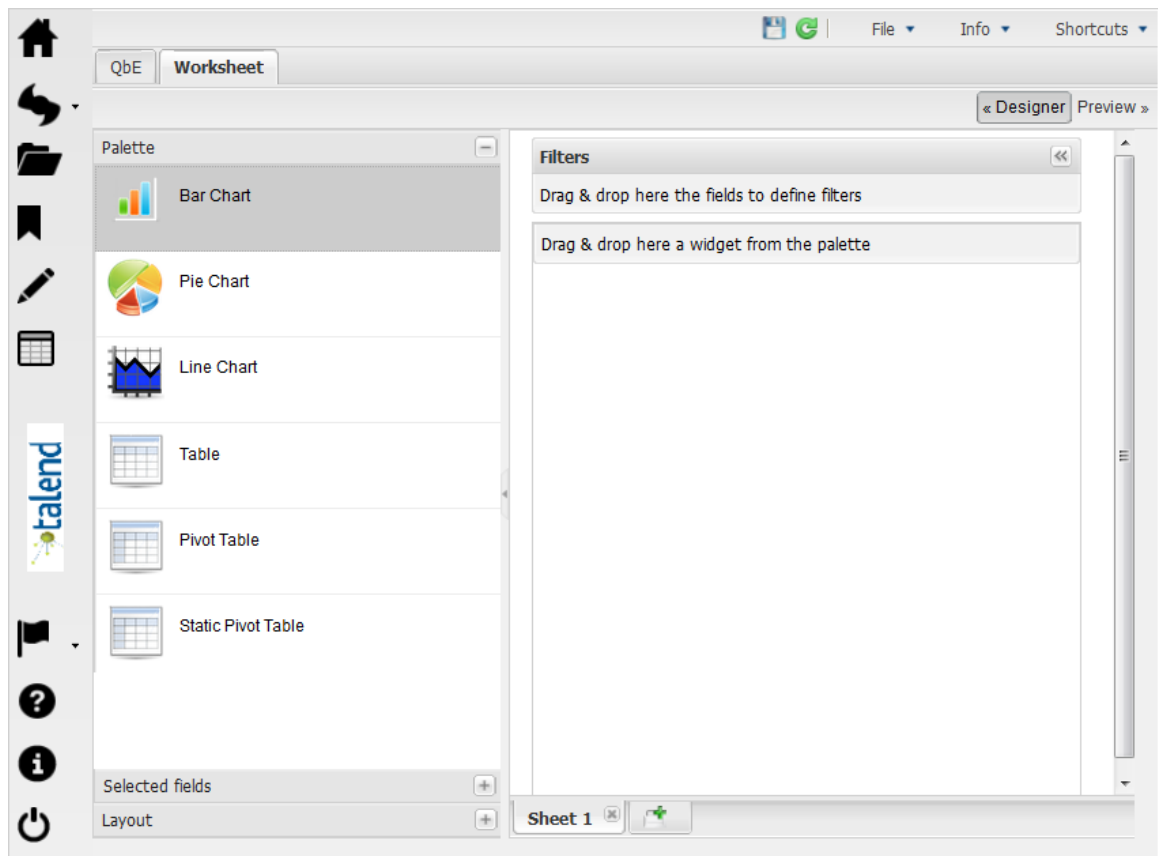 File Info Shortcuts
QbE Worksheet
« Designer Preview »
Palette
Bar Chart
Pie Chart
Line Chart
Table
Pivot Table
Static Pivot Table
Selected fields
Layout
Filters
Drag & drop here the fields to define filters
Drag & drop here a widget from the palette
Sheet 1
talend